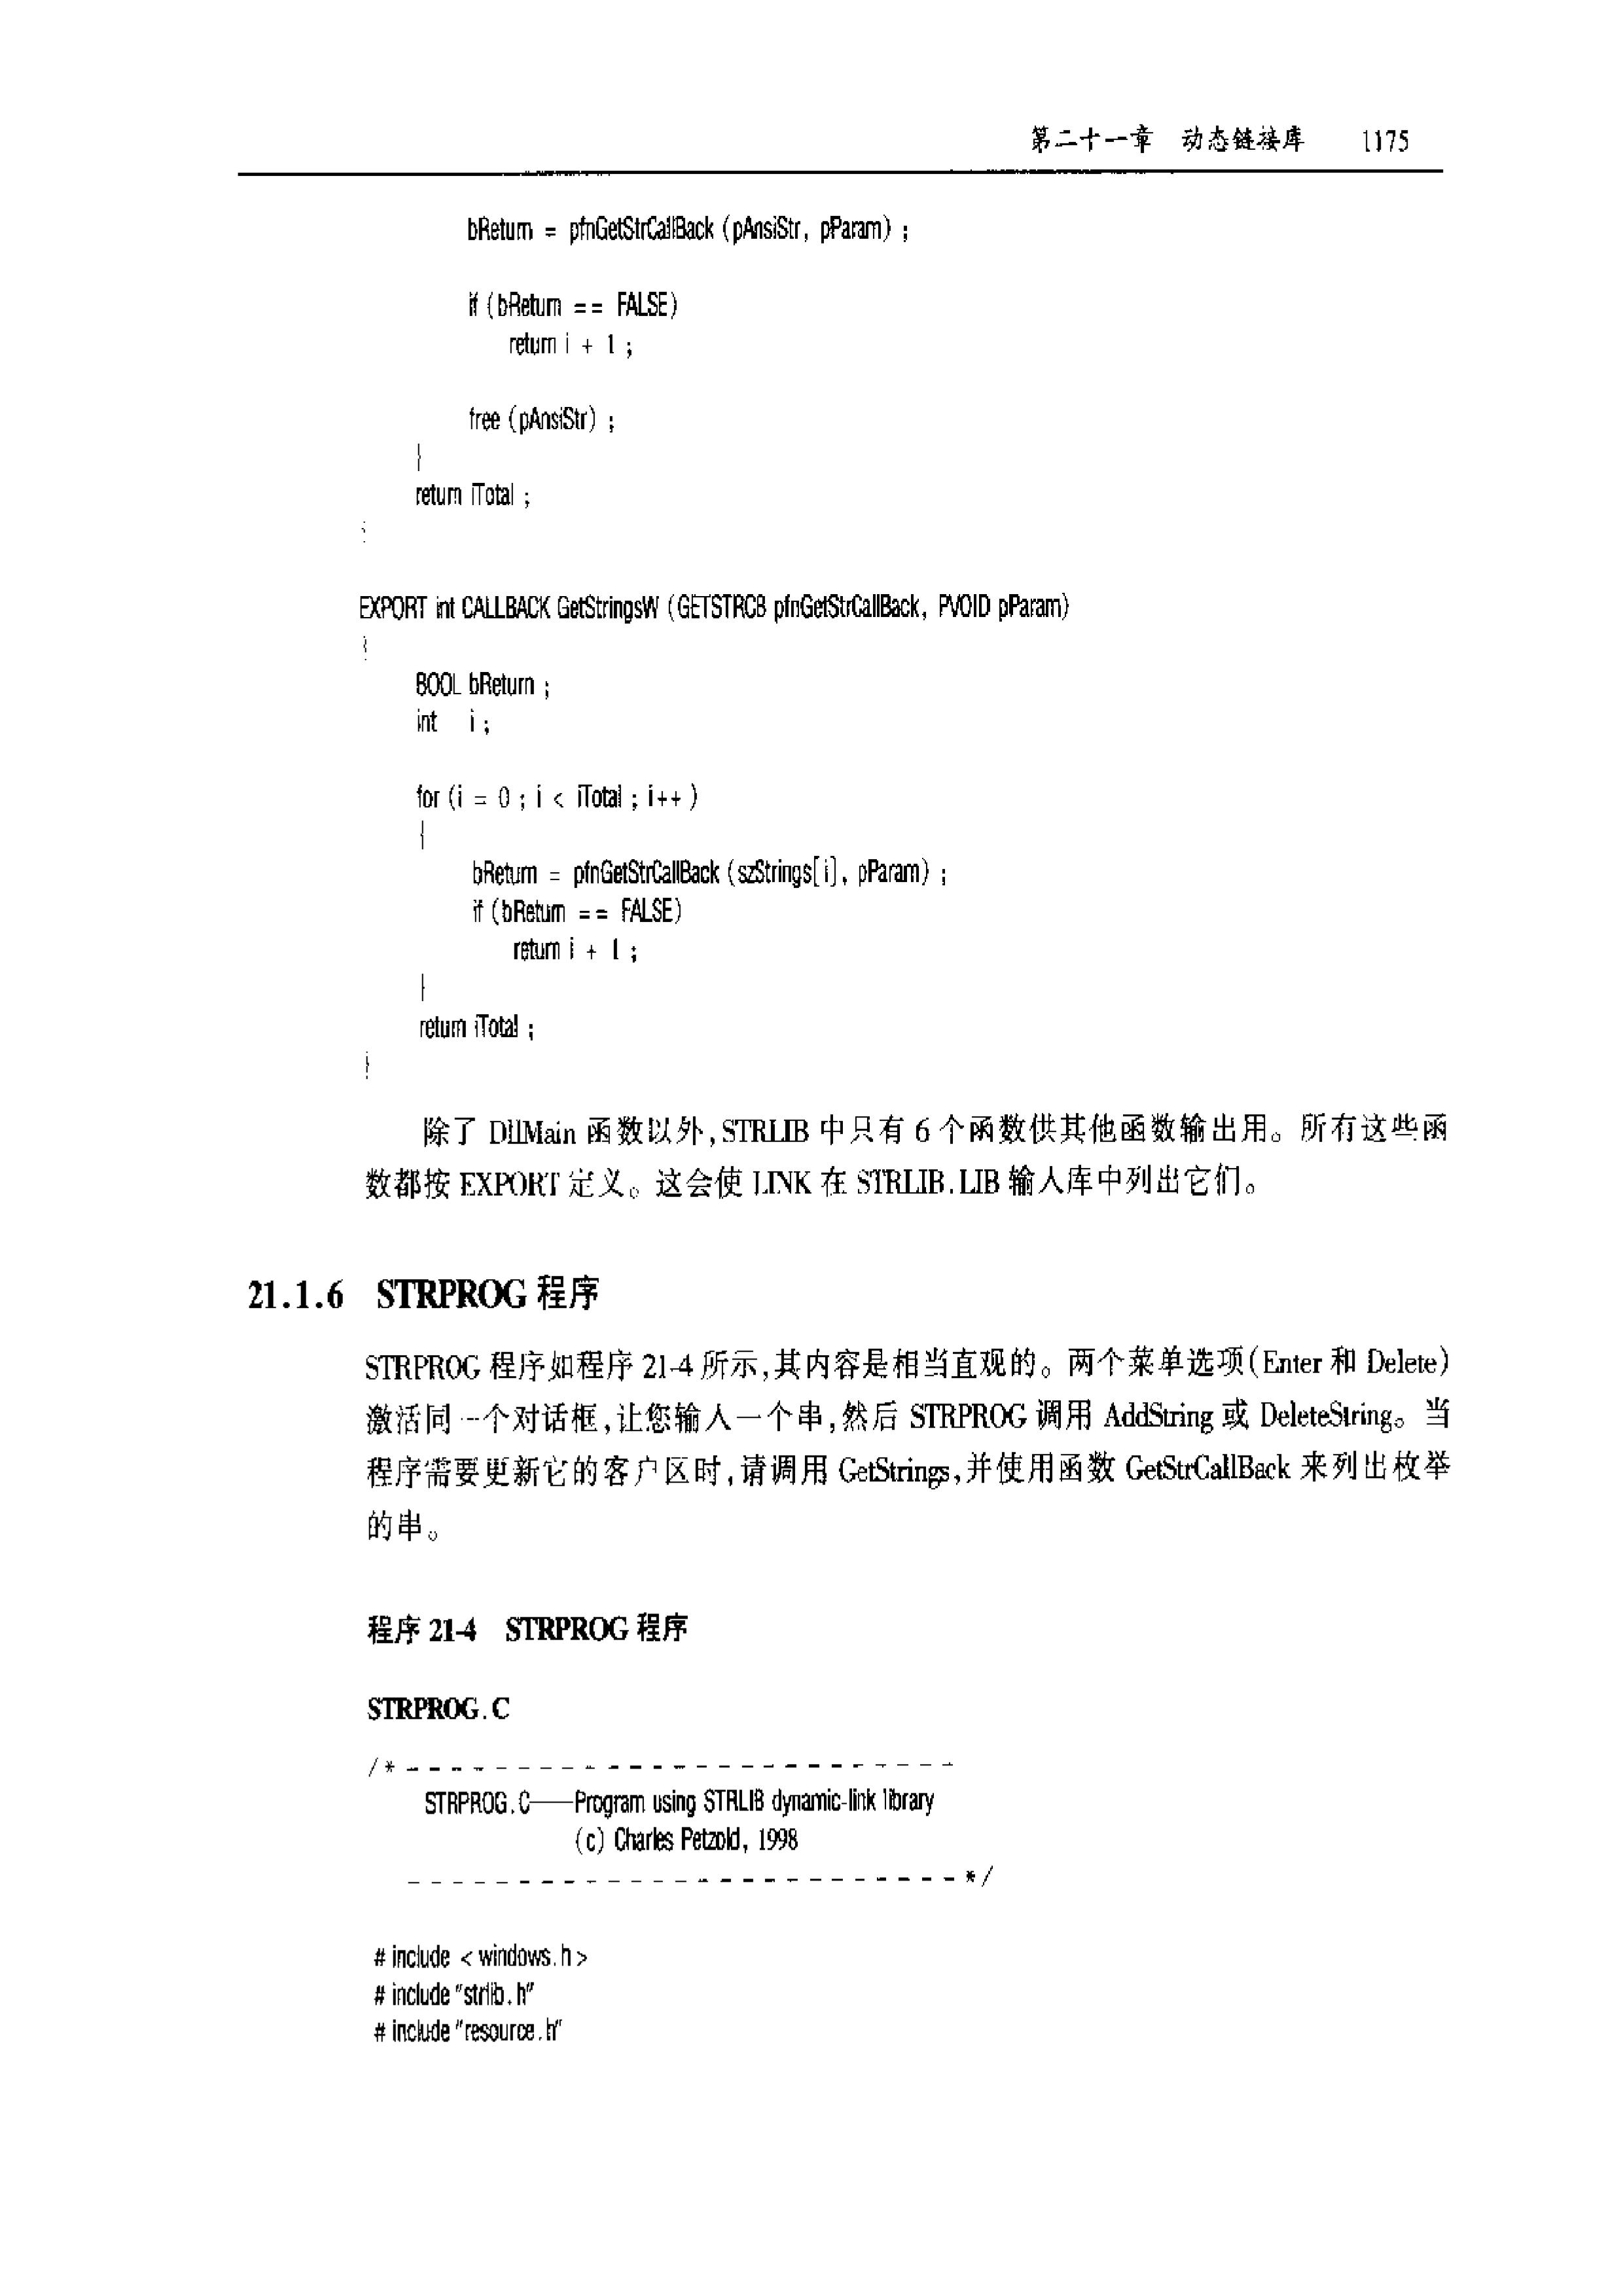 第二十一章 动态链接库 1175
bReturn = pfnGetStrCallBack (pAnsiStr, pParam) ;
if (bReturn == FALSE)
return i + 1 ;
free (pAnsiStr) ;
}
return iTotal ;
}
EXPORT int CALLBACK GetStringsW (GETSTRCB pfnGetStrCallBack, PVOID pParam)
{
BOOL bReturn ;
int i ;
for (i = 0 ; i < iTotal ; i++ )
{
bReturn = pfnGetStrCallBack (szStrings[i], pParam) ;
if (bReturn == FALSE)
return i + 1 ;
}
return iTotal ;
}
除了 DllMain 函数以外,STRLIB 中只有 6 个函数供其他函数输出用。所有这些函
数都按 EXPORT 定义。这会使 LINK 在 STRLIB.LIB 输入库中列出它们。
21.1.6 STRPROG 程序
STRPROG 程序如程序 21-4 所示,其内容是相当直观的。两个菜单选项(Enter 和 Delete)
激活同一个对话框,让您输入一个串,然后 STRPROG 调用 AddString 或 DeleteString。当
程序需要更新它的客户区时,请调用 GetStrings,并使用函数 GetStrCallBack 来列出枚举
的串。
程序 21-4 STRPROG 程序
STRPROG.C
/* - - - - - - - - - - - - - - - - - - - - - - - - -
STRPROG.C——Program using STRLIB dynamic-link library
(c) Charles Petzold, 1998
- - - - - - - - - - - - - - - - - - - - - - - - - */
# include < windows.h >
# include "strlib.h"
# include "resource.h"